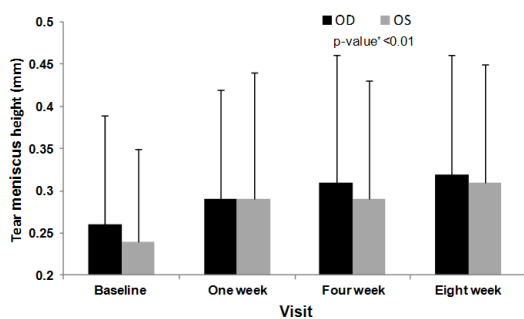 OD OS
p-value* <0.01
Tear meniscus height (mm)
0.5
0.45
0.4
0.35
0.3
0.25
0.2
Baseline One week Four week Eight week
Visit